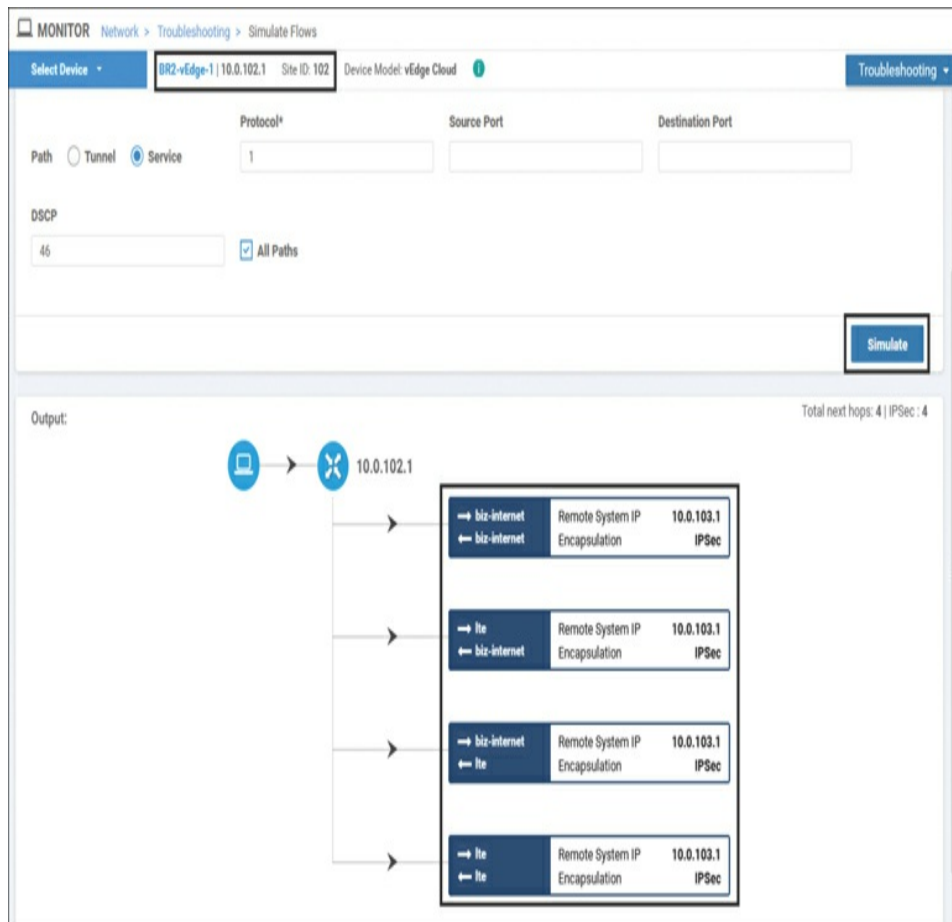 MONITOR Network > Troubleshooting > Simulate Flows
Select Device BR2-vEdge-1 | 10.0.102.1 Site ID: 102 Device Model: vEdge Cloud i Troubleshooting
Protocol* Source Port Destination Port
Path Tunnel Service 1
DSCP
46 All Paths
Simulate
Output: Total next hops: 4 | IPSec : 4
10.0.102.1
→ biz-internet Remote System IP 10.0.103.1
← biz-internet Encapsulation IPSec
→ lte Remote System IP 10.0.103.1
← biz-internet Encapsulation IPSec
→ biz-internet Remote System IP 10.0.103.1
← lte Encapsulation IPSec
→ lte Remote System IP 10.0.103.1
← lte Encapsulation IPSec